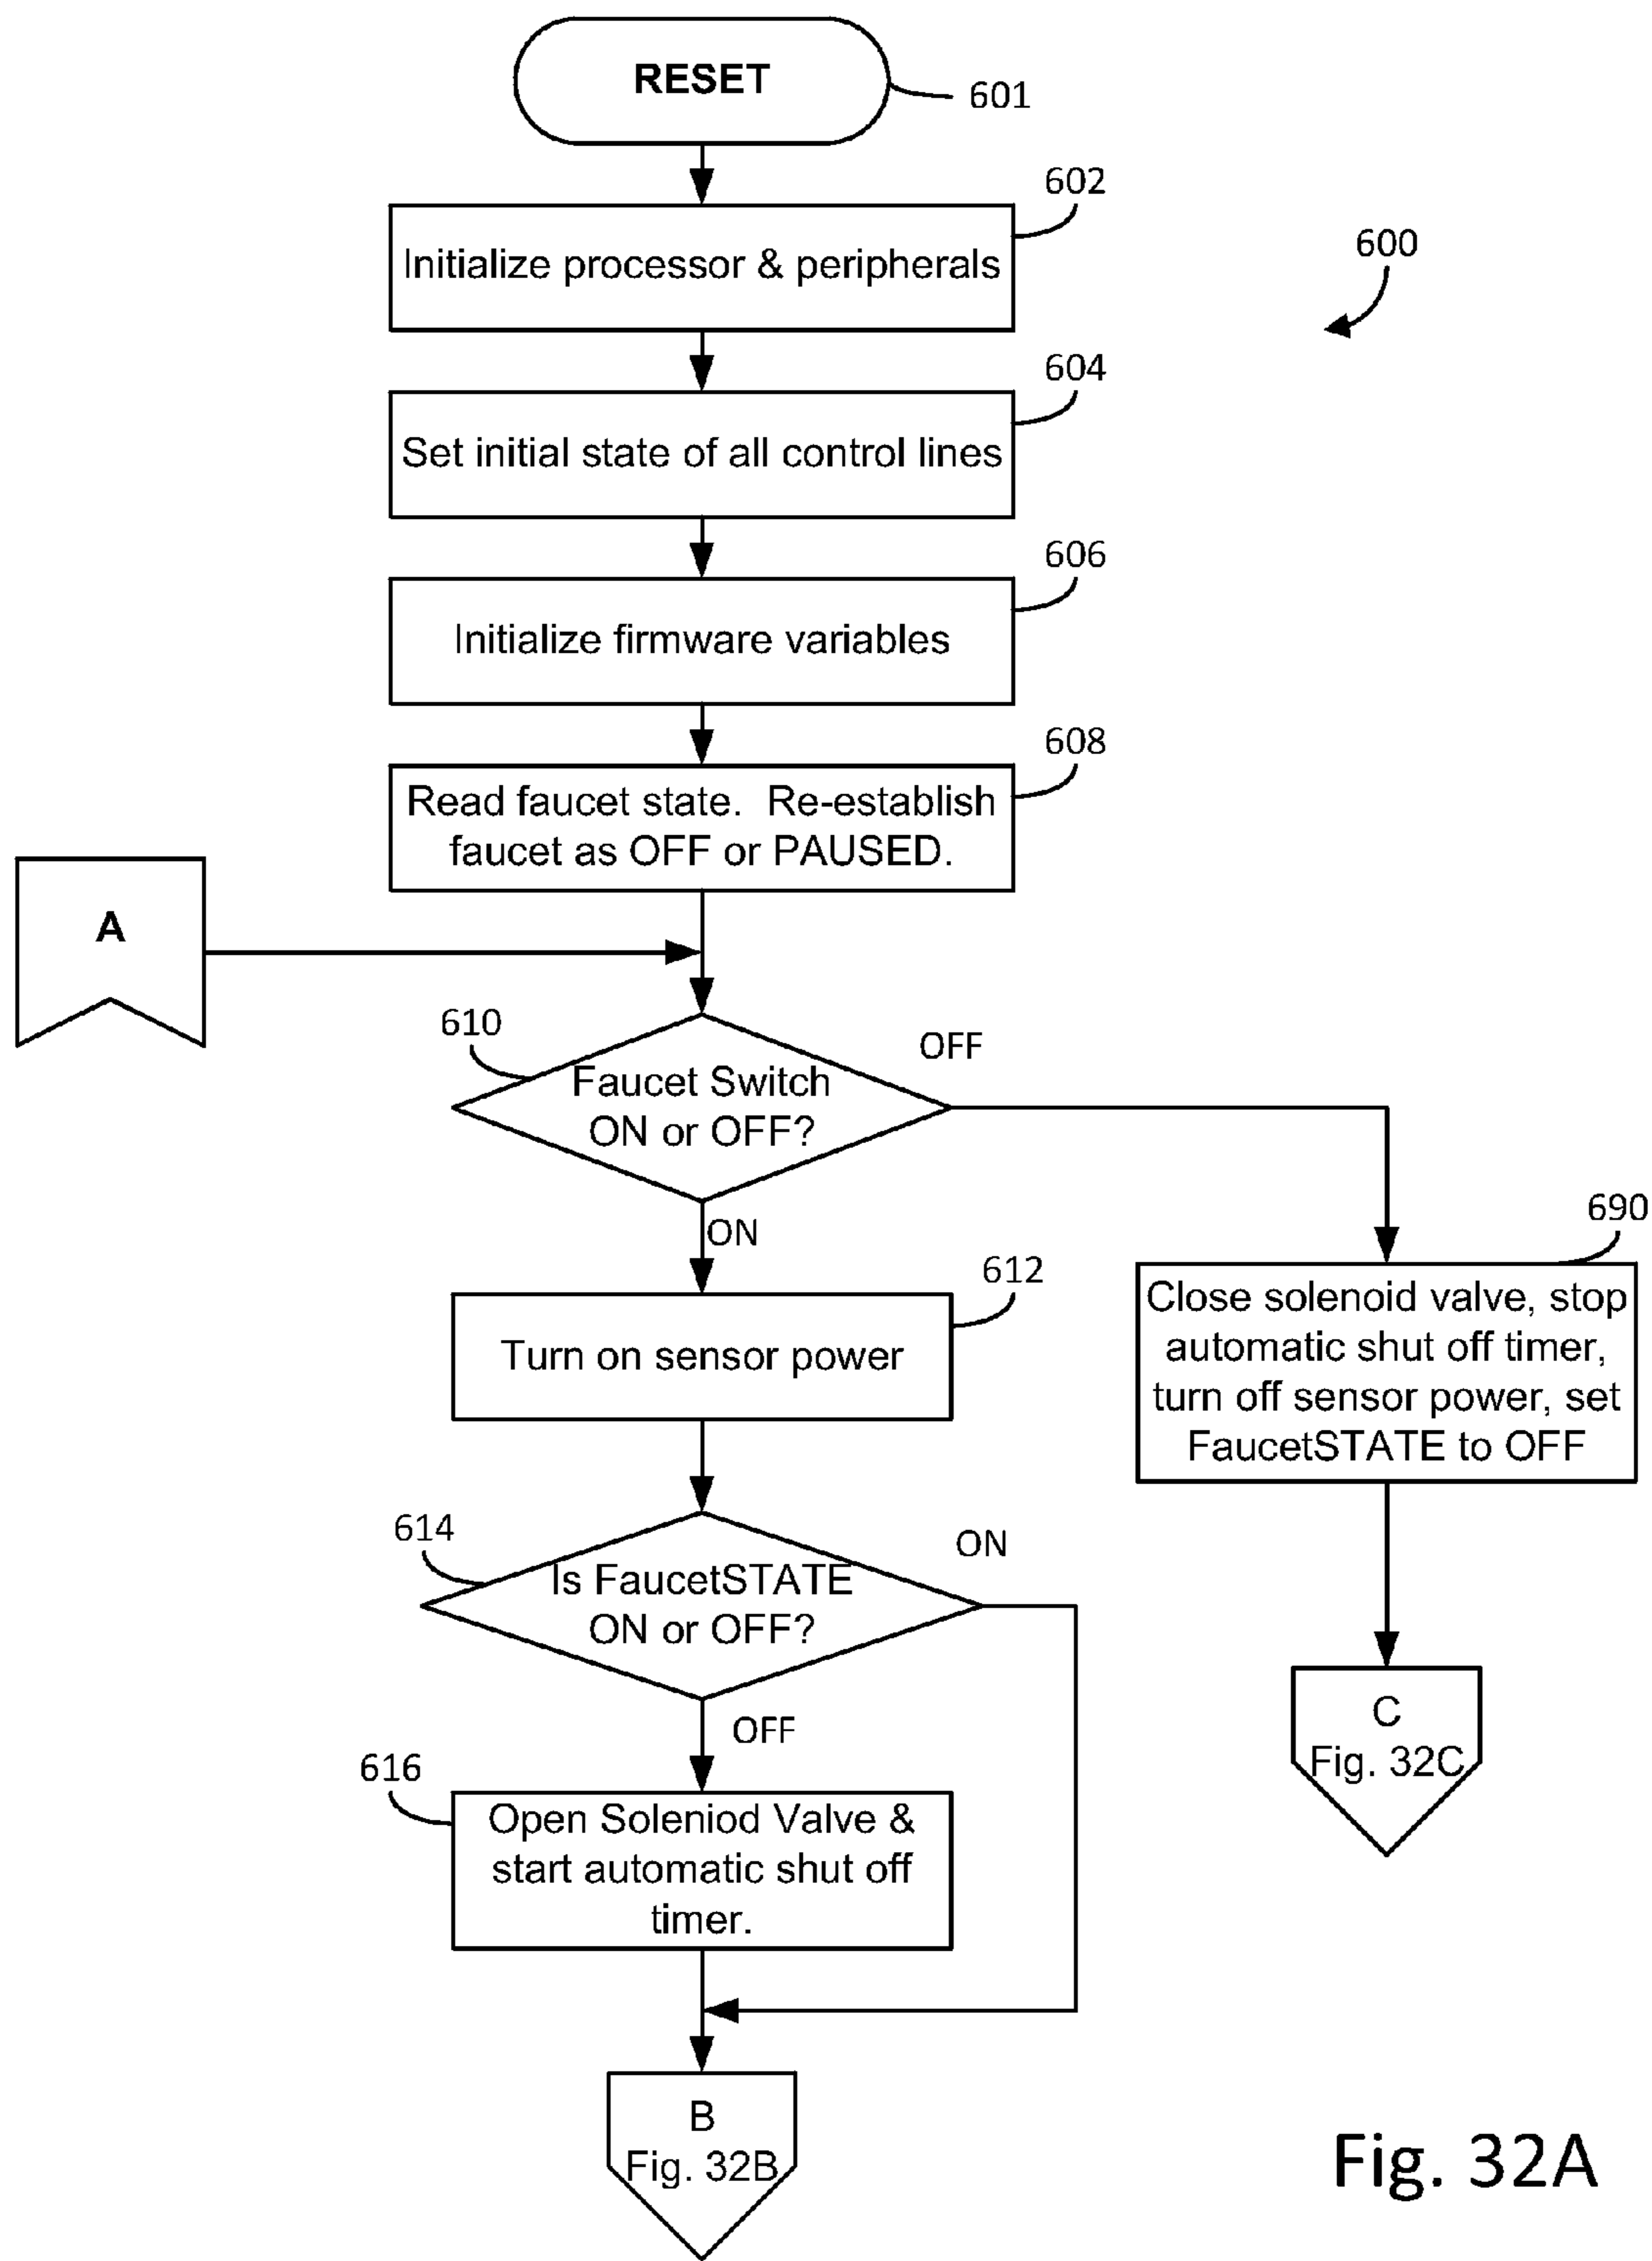 RESET
601
602
Initialize processor & peripherals
600
604
Set initial state of all control lines
606
Initialize firmware variables
608
Read faucet state. Re-establish
faucet as OFF or PAUSED.
A
610
OFF
Faucet Switch
ON or OFF?
ON
690
612
Close solenoid valve, stop
automatic shut off timer,
turn off sensor power, set
FaucetSTATE to OFF
Turn on sensor power
614
ON
Is FaucetSTATE
ON or OFF?
OFF
C
Fig. 32C
616
Open Soleniod Valve &
start automatic shut off
timer.
B
Fig. 32B
Fig. 32A